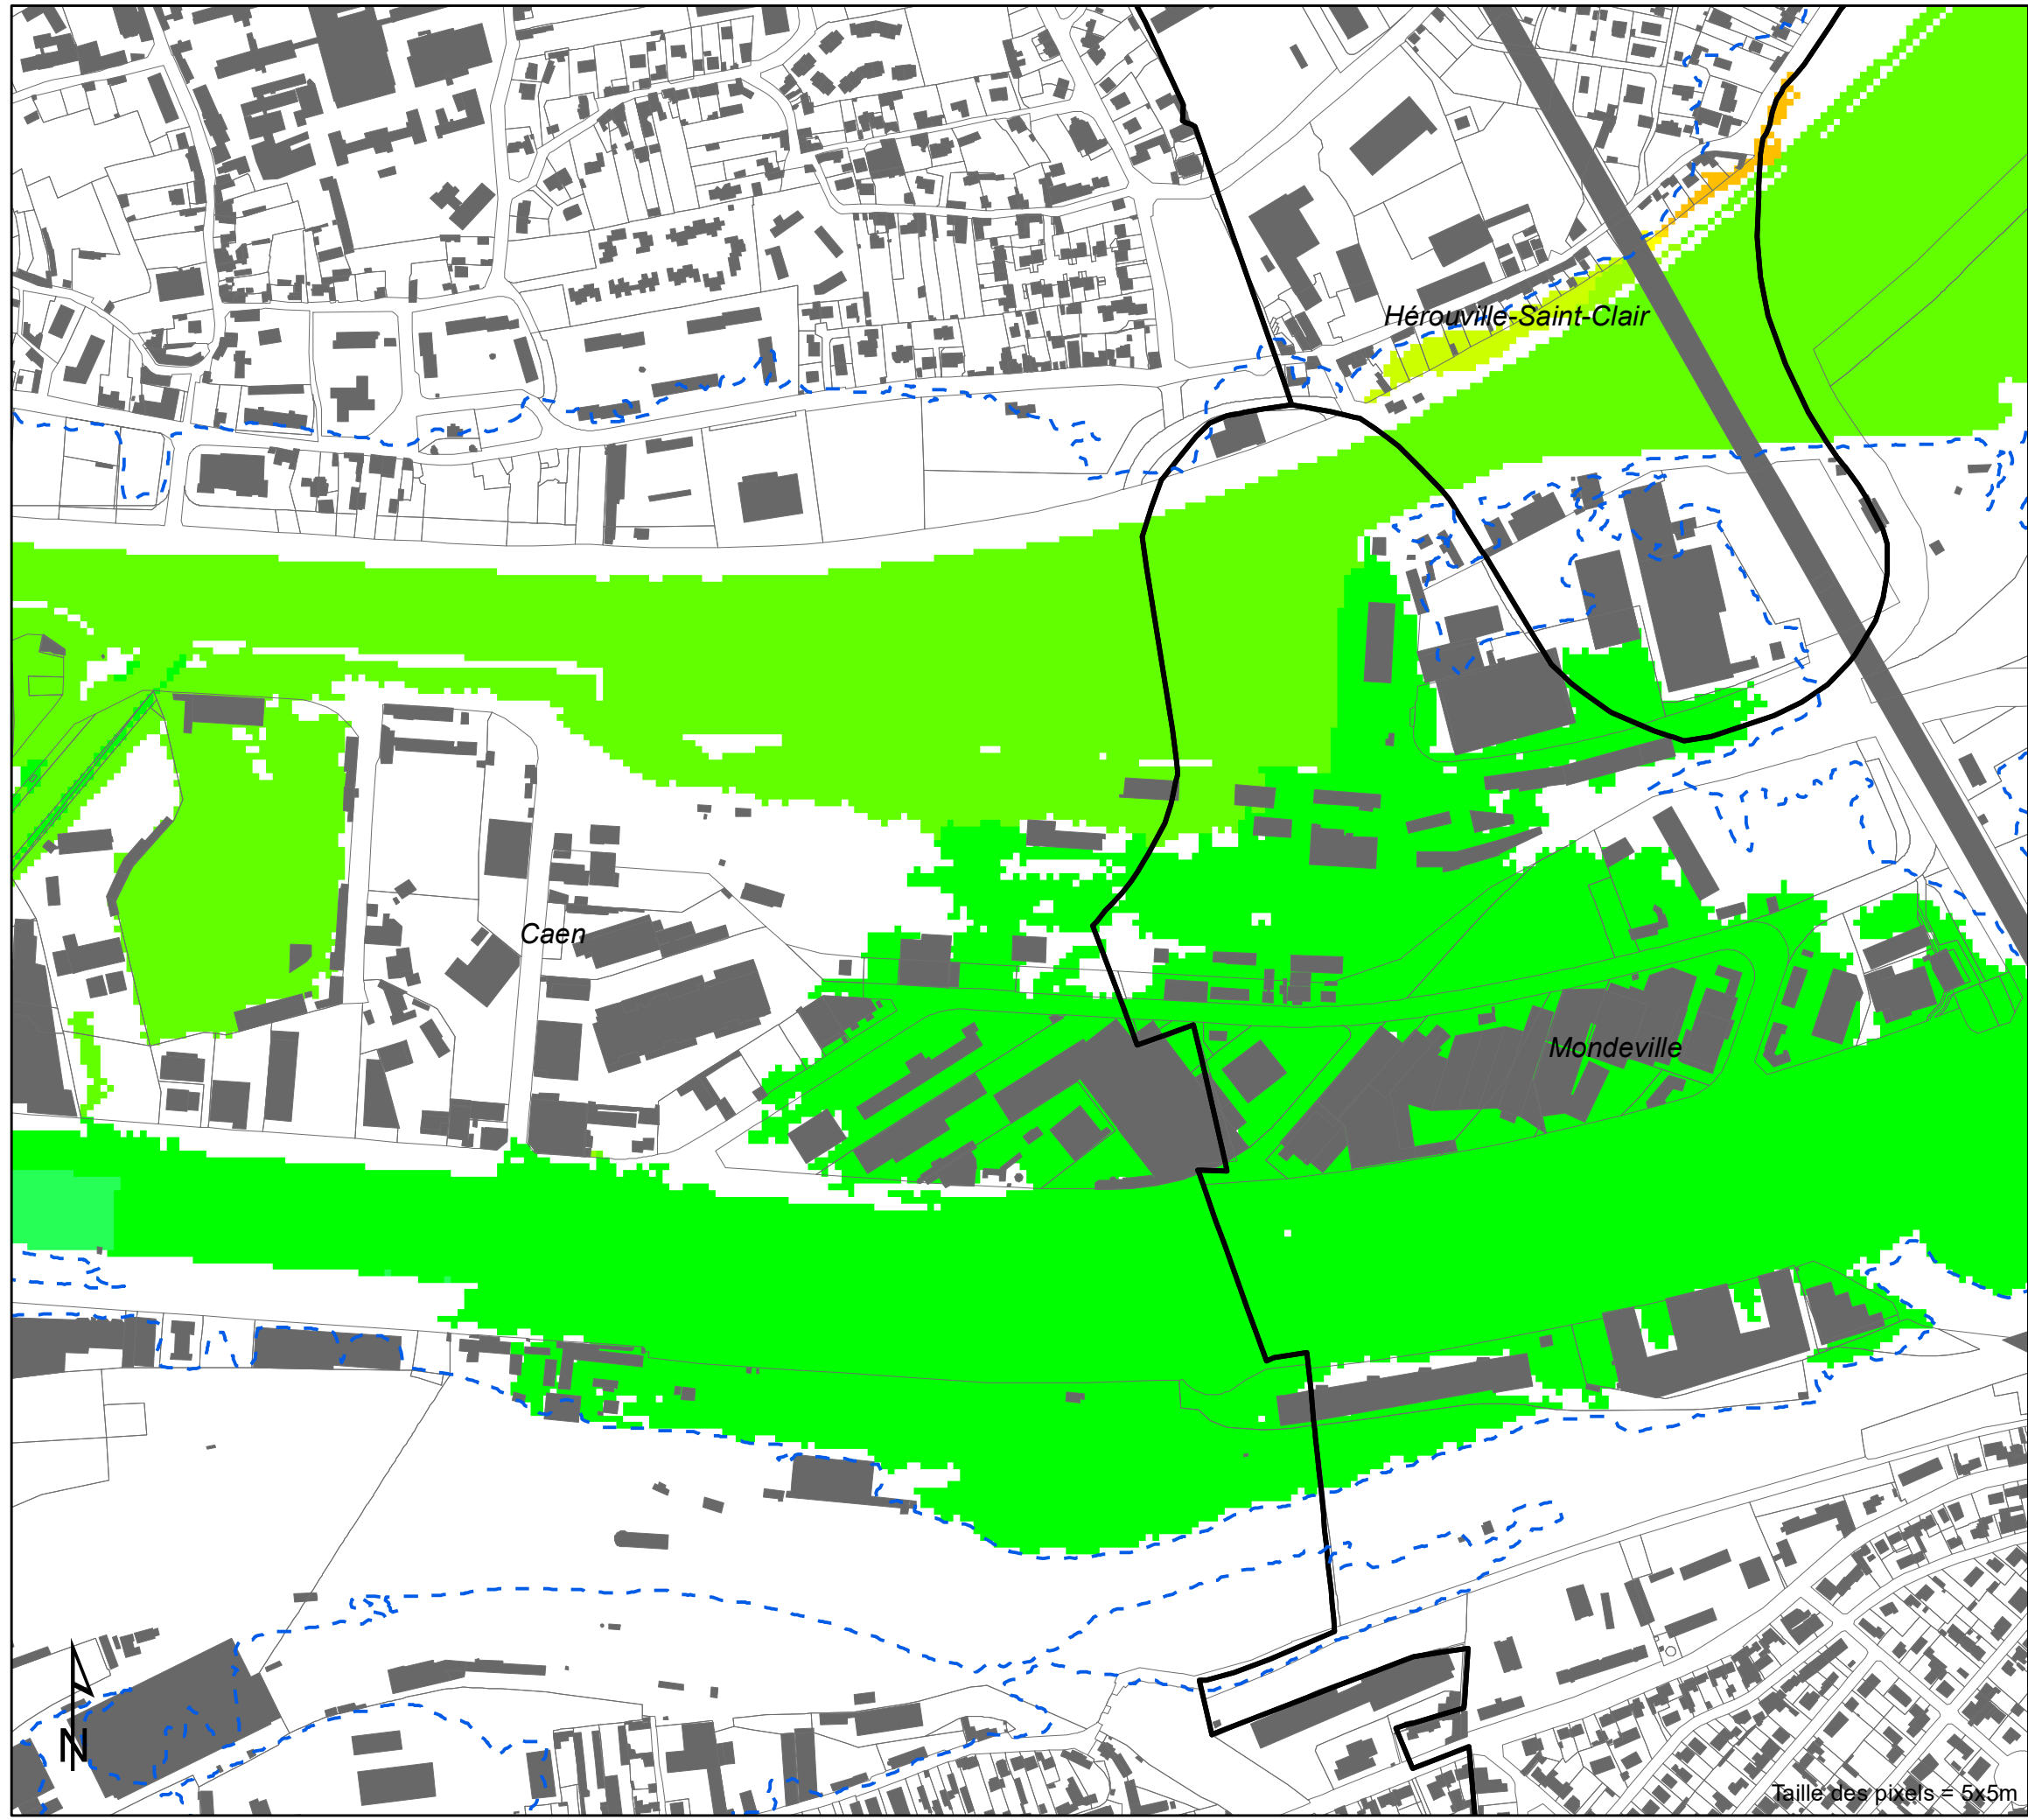 Hérouville-Saint-Clair
Caen
Mondeville
N
Taille des pixels = 5x5m